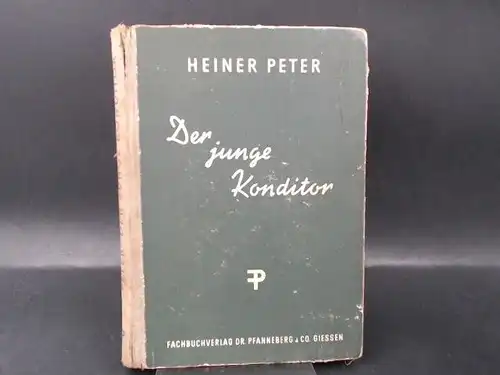 HEINER PETER
Der
junge
Konditor
FACHBUCHVERLAG DR. PFANNEBERG & CO. GIESSEN